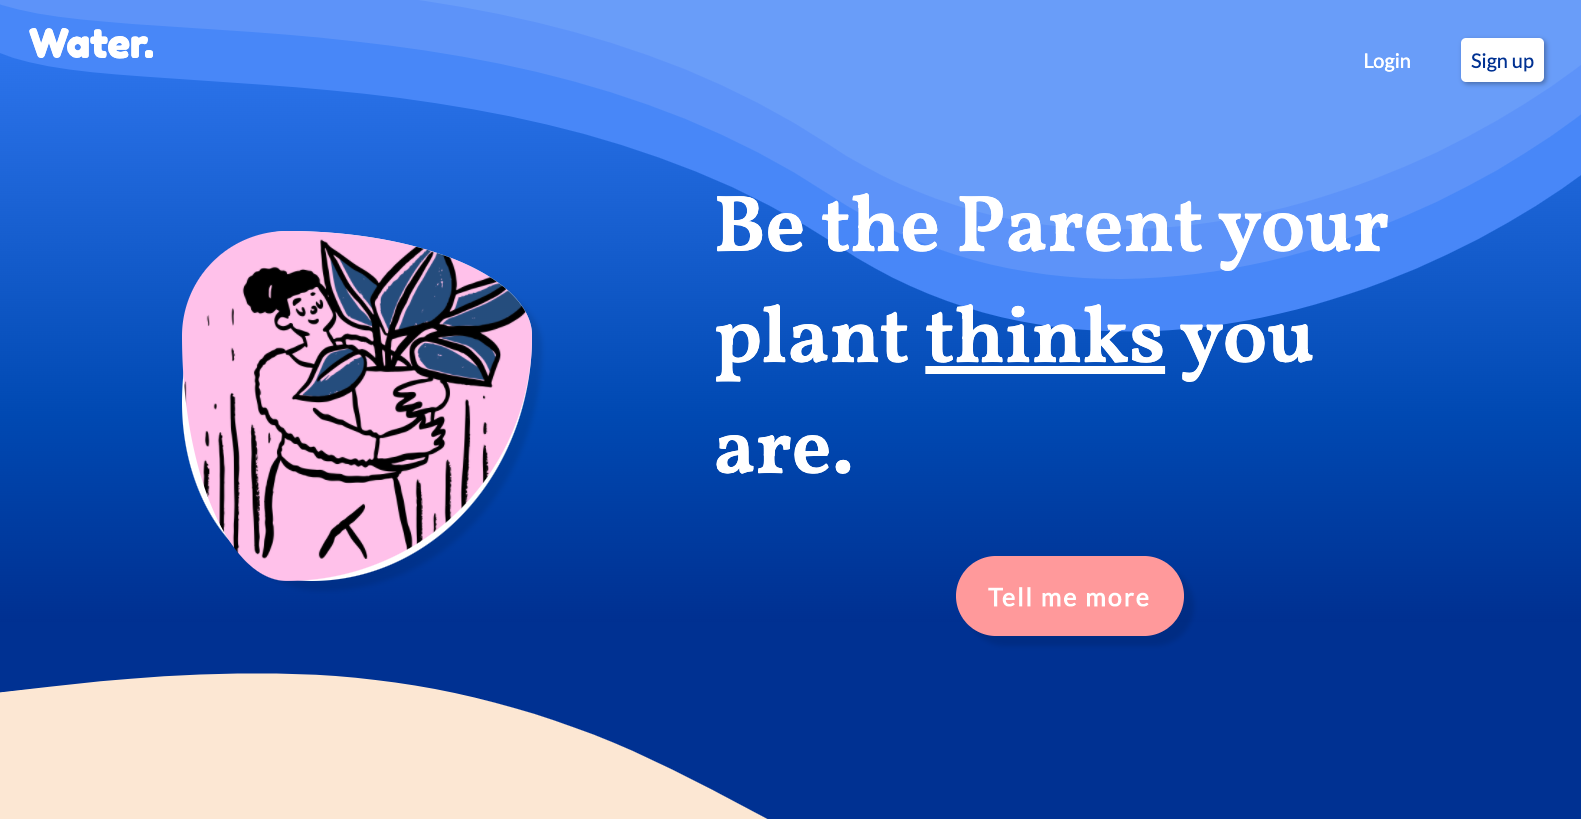 Water.
Login
Sign up
Be the Parent your
plant thinks you
are.
Tell me more